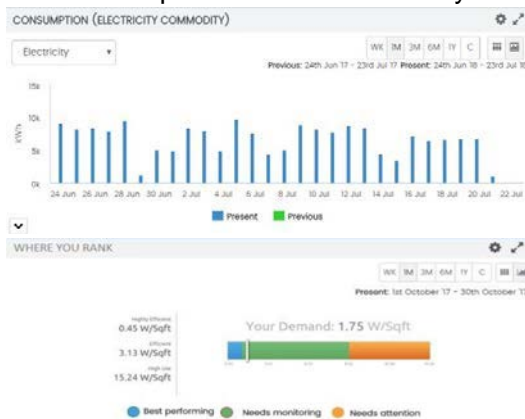 CONSUMPTION (ELECTRICITY COMMODITY)
Electricity
WK 1M 3M 6M 1Y C
Previous: 24th Jun 17 - 23rd Jul 17 Present: 24th Jun 18 - 23rd Jul 18
15k
10k
5k
0k
kWh
24 Jun 26 Jun 28 Jun 30 Jun 2 Jul 4 Jul 6 Jul 8 Jul 10 Jul 12 Jul 14 Jul 16 Jul 18 Jul 20 Jul 22 Jul
Present Previous
WHERE YOU RANK
WK 1M 3M 6M 1Y C
Present: 1st October 17 - 30th October 17
Highly Efficient
0.45 W/Sqft
Efficient
3.13 W/Sqft
High Use
15.24 W/Sqft
Your Demand: 1.75 W/Sqft
Best performing Needs monitoring Needs attention